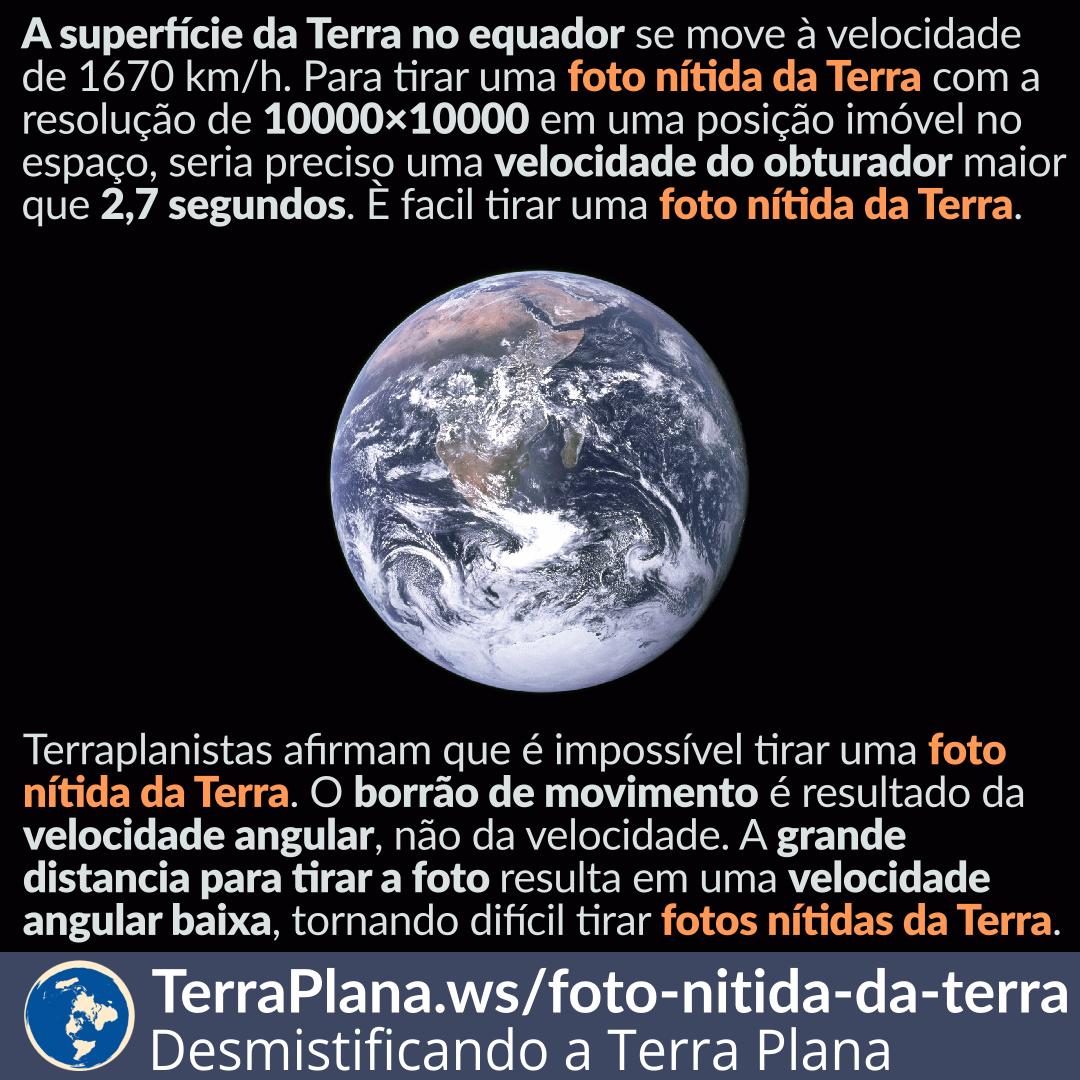 A superfície da Terra no equador se move à velocidade
de 1670 km/h. Para tirar uma foto nítida da Terra com a
resolução de 10000×10000 em uma posição imóvel no
espaço, seria preciso uma velocidade do obturador maior
que 2,7 segundos. È facil tirar uma foto nítida da Terra.
Terraplanistas afirmam que é impossível tirar uma foto
nítida da Terra. O borrão de movimento é resultado da
velocidade angular, não da velocidade. A grande
distancia para tirar a foto resulta em uma velocidade
angular baixa, tornando difícil tirar fotos nítidas da Terra.
TerraPlana.ws/foto-nitida-da-terra
Desmistificando a Terra Plana